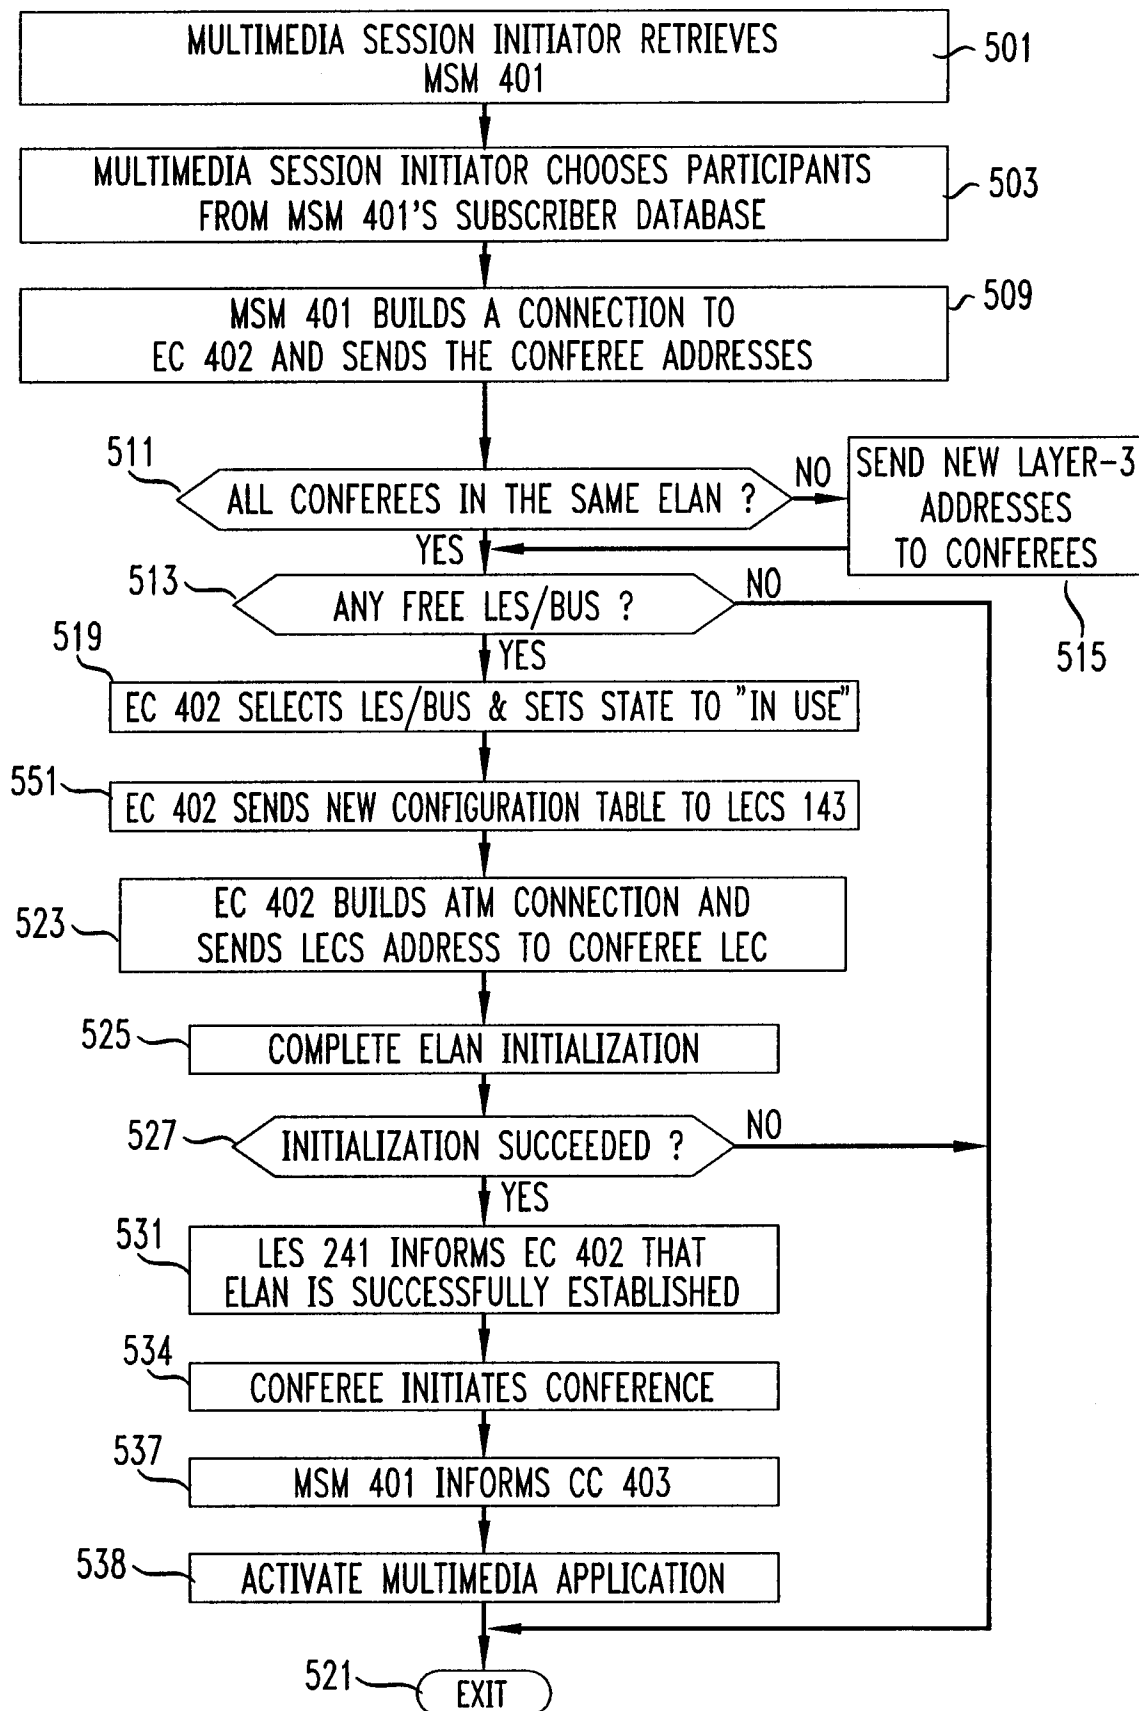 MULTIMEDIA SESSION INITIATOR RETRIEVES
MSM 401
501
MULTIMEDIA SESSION INITIATOR CHOOSES PARTICIPANTS
FROM MSM 401'S SUBSCRIBER DATABASE
503
MSM 401 BUILDS A CONNECTION TO
EC 402 AND SENDS THE CONFEREE ADDRESSES
509
511
ALL CONFEREES IN THE SAME ELAN ?
NO
SEND NEW LAYER-3
ADDRESSES
TO CONFEREES
515
YES
513
ANY FREE LES/BUS ?
NO
YES
519
EC 402 SELECTS LES/BUS & SETS STATE TO "IN USE"
551
EC 402 SENDS NEW CONFIGURATION TABLE TO LECS 143
523
EC 402 BUILDS ATM CONNECTION AND
SENDS LECS ADDRESS TO CONFEREE LEC
525
COMPLETE ELAN INITIALIZATION
527
INITIALIZATION SUCCEEDED ?
NO
YES
531
LES 241 INFORMS EC 402 THAT
ELAN IS SUCCESSFULLY ESTABLISHED
534
CONFEREE INITIATES CONFERENCE
537
MSM 401 INFORMS CC 403
538
ACTIVATE MULTIMEDIA APPLICATION
521
EXIT